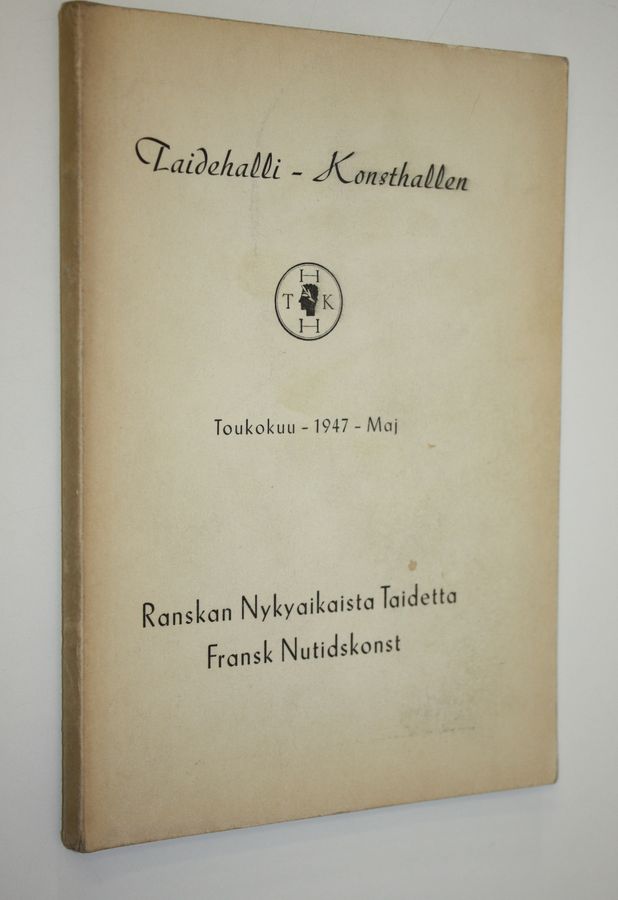 Taidehalli - Konsthallen
H
T K
H
Toukokuu - 1947 - Maj
Ranskan Nykyaikaista Taidetta
Fransk Nutidskonst